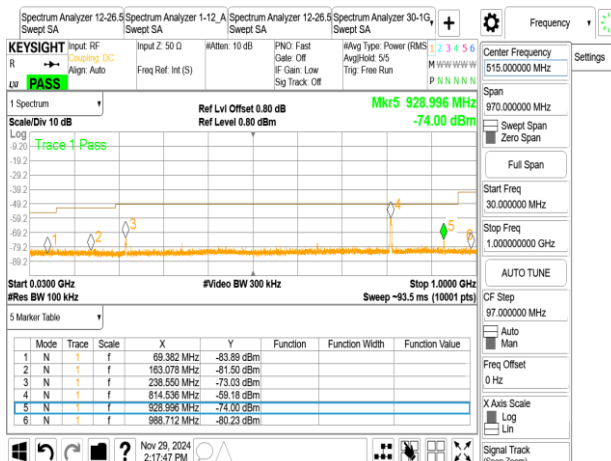 Spectrum Analyzer 12-26.5
Swept SA
Spectrum Analyzer 1-12_A
Swept SA
Spectrum Analyzer 12-26.5
Swept SA
Spectrum Analyzer 30-1G,
Swept SA
+
Frequency
KEYSIGHT
R
LXI
PASS
Input: RF
Coupling: DC
Align: Auto
Input Z: 50 Ω
Freq Ref: Int (S)
#Atten: 10 dB
PNO: Fast
Gate: Off
IF Gain: Low
Sig Track: Off
#Avg Type: Power (RMS
Avg|Hold: 5/5
Trig: Free Run
1 2 3 4 5 6
M W W W W W W
P N N N N N N
1 Spectrum
Scale/Div 10 dB
Log
Ref Lvl Offset 0.80 dB
Ref Level 0.80 dBm
Mkr5 928.996 MHz
-74.00 dBm
Trace 1 Pass
-9.20
-19.2
-29.2
-39.2
-49.2
-59.2
-69.2
-79.2
-89.2
1
2
3
4
5
6
Start 0.0300 GHz
#Res BW 100 kHz
#Video BW 300 kHz
Stop 1.0000 GHz
Sweep ~93.5 ms (10001 pts)
5 Marker Table
Mode Trace Scale X Y Function Function Width Function Value
1 N 1 f 69.382 MHz -83.89 dBm
2 N 1 f 163.078 MHz -81.50 dBm
3 N 1 f 238.550 MHz -73.03 dBm
4 N 1 f 814.536 MHz -59.18 dBm
5 N 1 f 928.996 MHz -74.00 dBm
6 N 1 f 988.712 MHz -80.23 dBm
?
Nov 29, 2024
2:17:47 PM
Center Frequency
515.000000 MHz
Settings
Span
970.000000 MHz
Swept Span
Zero Span
Full Span
Start Freq
30.000000 MHz
Stop Freq
1.000000000 GHz
AUTO TUNE
CF Step
97.000000 MHz
Auto
Man
Freq Offset
0 Hz
X Axis Scale
Log
Lin
Signal Track
(Span Zoom)